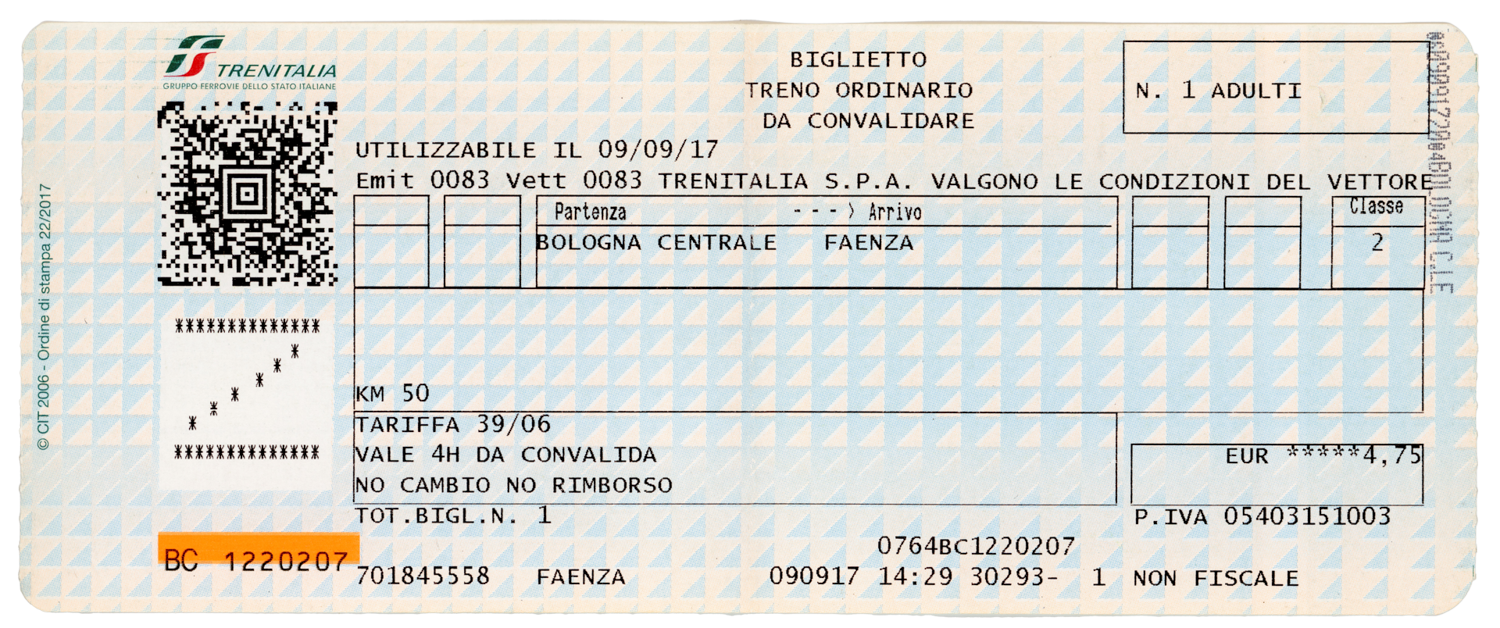 TRENITALIA
GRUPPO FERROVIE DELLO STATO ITALIANE
BIGLIETTO
TRENO ORDINARIO
DA CONVALIDARE
N. 1 ADULTI
UTILIZZABILE IL 09/09/17
Emit 0083 Vett 0083 TRENITALIA S.P.A. VALGONO LE CONDIZIONI DEL VETTORE
Partenza - - - > Arrivo Classe
BOLOGNA CENTRALE FAENZA 2
© CIT 2006 - Ordine di stampa 22/2017
**************
*
*
*
*
*
*
**************
KM 50
TARIFFA 39/06
VALE 4H DA CONVALIDA
NO CAMBIO NO RIMBORSO
EUR *****4,75
TOT.BIGL.N. 1
P.IVA 05403151003
0764BC1220207
BC 1220207
701845558 FAENZA 090917 14:29 30293- 1 NON FISCALE